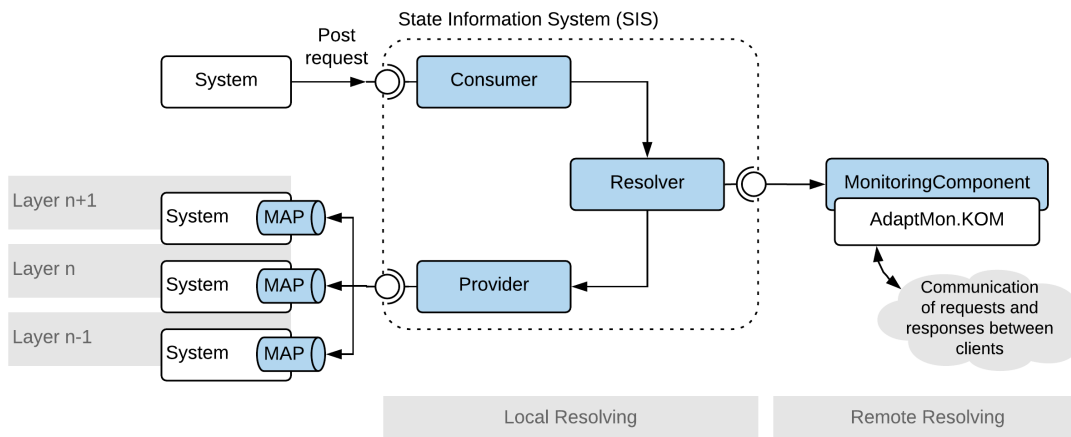 State Information System (SIS)
Post
request
System
Consumer
Resolver
MonitoringComponent
AdaptMon.KOM
Layer n+1
System
MAP
Layer n
System
MAP
Layer n-1
System
MAP
Provider
Communication
of requests and
responses between
clients
Local Resolving
Remote Resolving